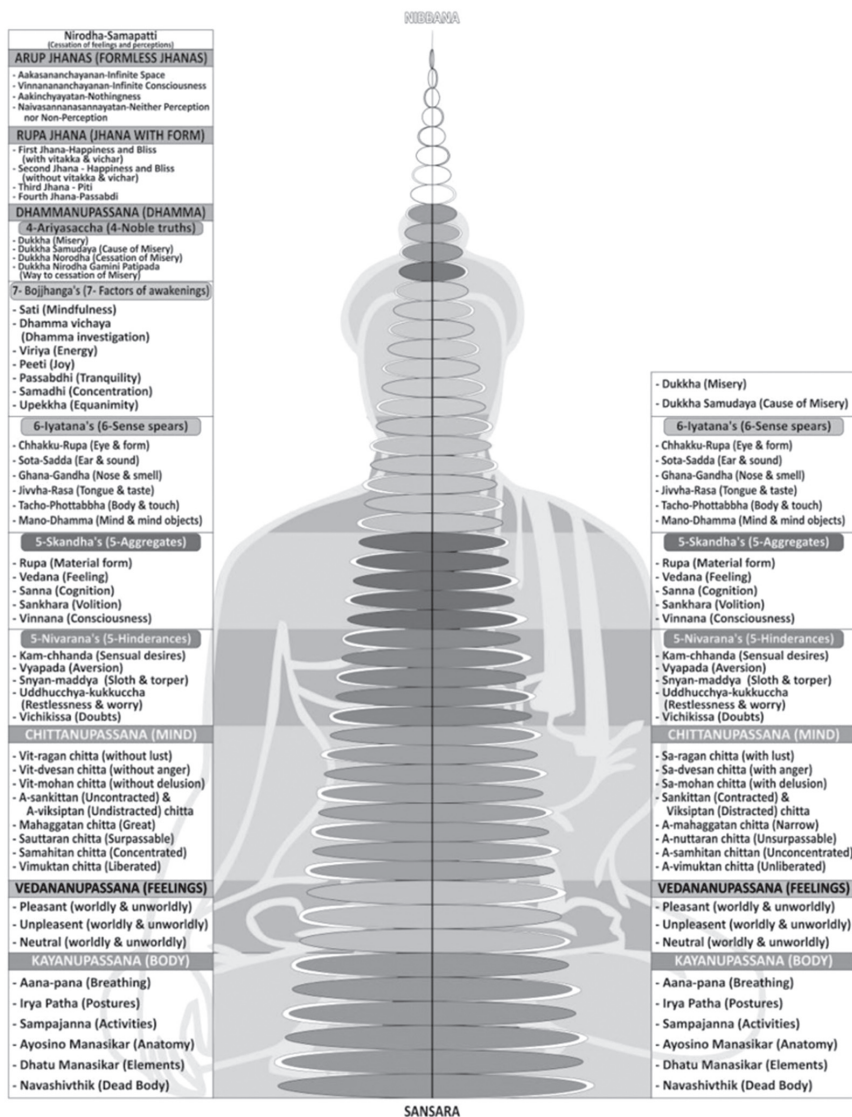 NIBBANA
Nirodha-Samapatti
(Cessation of feelings and perceptions)
ARUP JHANAS (FORMLESS JHANAS)
- Aakasananchayanan-Infinite Space
- Vinnanananchayanan-Infinite Consciousness
- Aakinchyayatan-Nothingness
- Naivasannanasannayatan-Neither Perception
nor Non-Perception
RUPA JHANA (JHANA WITH FORM)
- First Jhana-Happiness and Bliss
(with vitakka & vichar)
- Second Jhana - Happiness and Bliss
(without vitakka & vichar)
- Third Jhana - Piti
- Fourth Jhana-Passabdi
DHAMMANUPASSANA (DHAMMA)
4-Ariyasaccha (4-Noble truths)
- Dukkha (Misery)
- Dukkha Samudaya (Cause of Misery)
- Dukkha Norodha (Cessation of Misery)
- Dukkha Nirodha Gamini Patipada
(Way to cessation of Misery)
7- Bojjhanga's (7- Factors of awakenings)
- Sati (Mindfulness)
- Dhamma vichaya
(Dhamma investigation)
- Viriya (Energy)
- Peeti (Joy)
- Passabdhi (Tranquility)
- Samadhi (Concentration)
- Upekkha (Equanimity)
6-Iyatana's (6-Sense spears)
- Chhakku-Rupa (Eye & form)
- Sota-Sadda (Ear & sound)
- Ghana-Gandha (Nose & smell)
- Jivvha-Rasa (Tongue & taste)
- Tacho-Phottabbha (Body & touch)
- Mano-Dhamma (Mind & mind objects)
5-Skandha's (5-Aggregates)
- Rupa (Material form)
- Vedana (Feeling)
- Sanna (Cognition)
- Sankhara (Volition)
- Vinnana (Consciousness)
5-Nivarana's (5-Hinderances)
- Kam-chhanda (Sensual desires)
- Vyapada (Aversion)
- Snyan-maddya (Sloth & torper)
- Uddhucchya-kukkuccha
(Restlessness & worry)
- Vichikissa (Doubts)
CHITTANUPASSANA (MIND)
- Vit-ragan chitta (without lust)
- Vit-dvesan chitta (without anger)
- Vit-mohan chitta (without delusion)
- A-sankittan (Uncontracted) &
A-viksiptan (Undistracted) chitta
- Mahaggatan chitta (Great)
- Sauttaran chitta (Surpassable)
- Samahitan chitta (Concentrated)
- Vimuktan chitta (Liberated)
VEDANANUPASSANA (FEELINGS)
- Pleasant (worldly & unworldly)
- Unpleasent (worldly & unworldly)
- Neutral (worldly & unworldly)
KAYANUPASSANA (BODY)
- Aana-pana (Breathing)
- Irya Patha (Postures)
- Sampajanna (Activities)
- Ayosino Manasikar (Anatomy)
- Dhatu Manasikar (Elements)
- Navashivthik (Dead Body)
- Dukkha (Misery)
- Dukkha Samudaya (Cause of Misery)
6-Iyatana's (6-Sense spears)
- Chhakku-Rupa (Eye & form)
- Sota-Sadda (Ear & sound)
- Ghana-Gandha (Nose & smell)
- Jivvha-Rasa (Tongue & taste)
- Tacho-Phottabbha (Body & touch)
- Mano-Dhamma (Mind & mind objects)
5-Skandha's (5-Aggregates)
- Rupa (Material form)
- Vedana (Feeling)
- Sanna (Cognition)
- Sankhara (Volition)
- Vinnana (Consciousness)
5-Nivarana's (5-Hinderances)
- Kam-chhanda (Sensual desires)
- Vyapada (Aversion)
- Snyan-maddya (Sloth & torper)
- Uddhucchya-kukkuccha
(Restlessness & worry)
- Vichikissa (Doubts)
CHITTANUPASSANA (MIND)
- Sa-ragan chitta (with lust)
- Sa-dvesan chitta (with anger)
- Sa-mohan chitta (with delusion)
- Sankittan (Contracted) &
Viksiptan (Distracted) chitta
- A-mahaggatan chitta (Narrow)
- A-nuttaran chitta (Unsurpassable)
- A-samhitan chittan (Unconcentrated)
- A-vimuktan chitta (Unliberated)
VEDANANUPASSANA (FEELINGS)
- Pleasant (worldly & unworldly)
- Unpleasent (worldly & unworldly)
- Neutral (worldly & unworldly)
KAYANUPASSANA (BODY)
- Aana-pana (Breathing)
- Irya Patha (Postures)
- Sampajanna (Activities)
- Ayosino Manasikar (Anatomy)
- Dhatu Manasikar (Elements)
- Navashivthik (Dead Body)
SANSARA